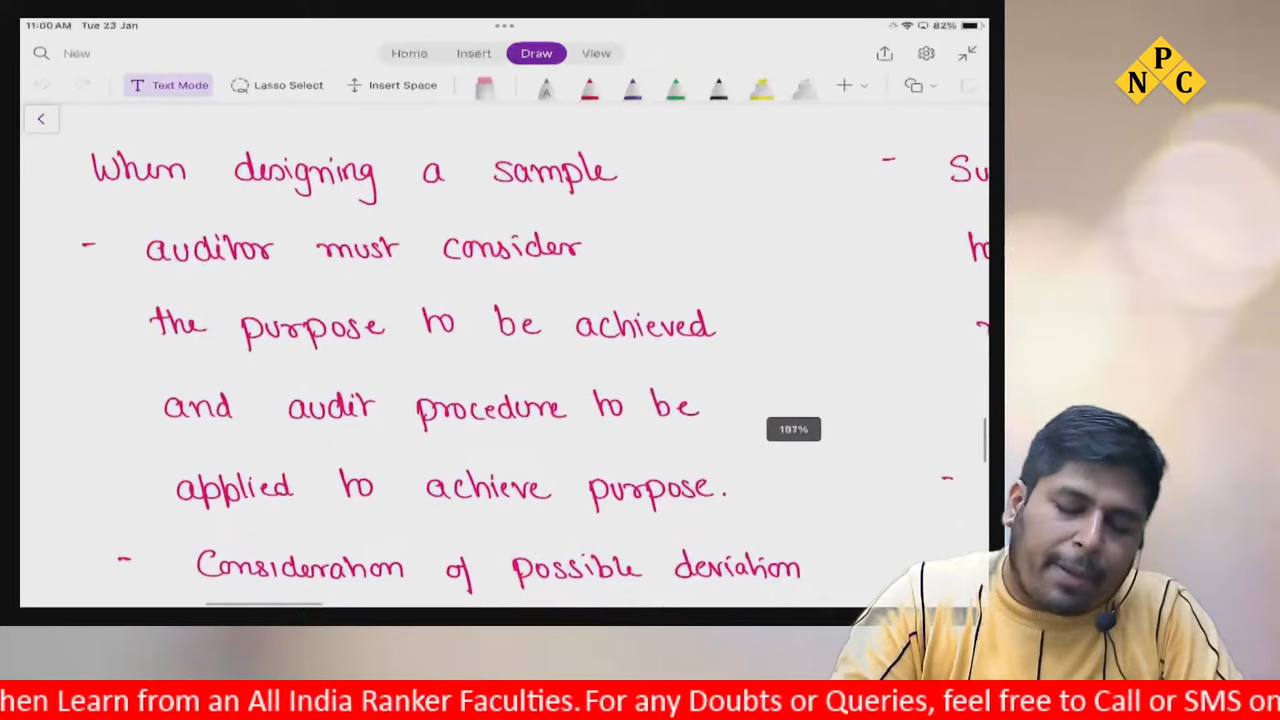 11:00 AM Tue 23 Jan
82%
New
Home Insert Draw View
Text Mode Lasso Select Insert Space
When designing a sample
- auditor must consider
the purpose to be achieved
and audit procedure to be
applied to achieve purpose.
- Consideration of possible deviation
- Su
197%
N P C
hen Learn from an All India Ranker Faculties. For any Doubts or Queries, feel free to Call or SMS on